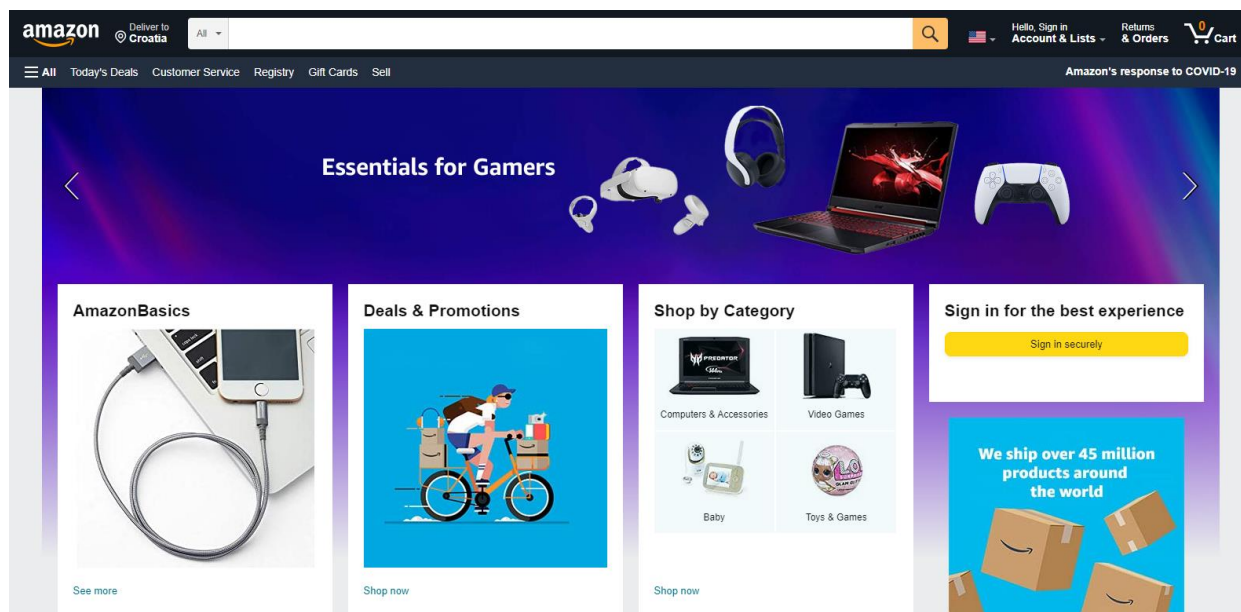 amazon
Deliver to
Croatia
All
Hello, Sign in
Account & Lists
Returns
& Orders
0
Cart
All
Today's Deals
Customer Service
Registry
Gift Cards
Sell
Amazon's response to COVID-19
Essentials for Gamers
AmazonBasics
See more
Deals & Promotions
Shop now
Shop by Category
PREDATOR
Computers & Accessories
Video Games
Baby
L.O.L.
Toys & Games
Shop now
Sign in for the best experience
Sign in securely
We ship over 45 million
products around
the world